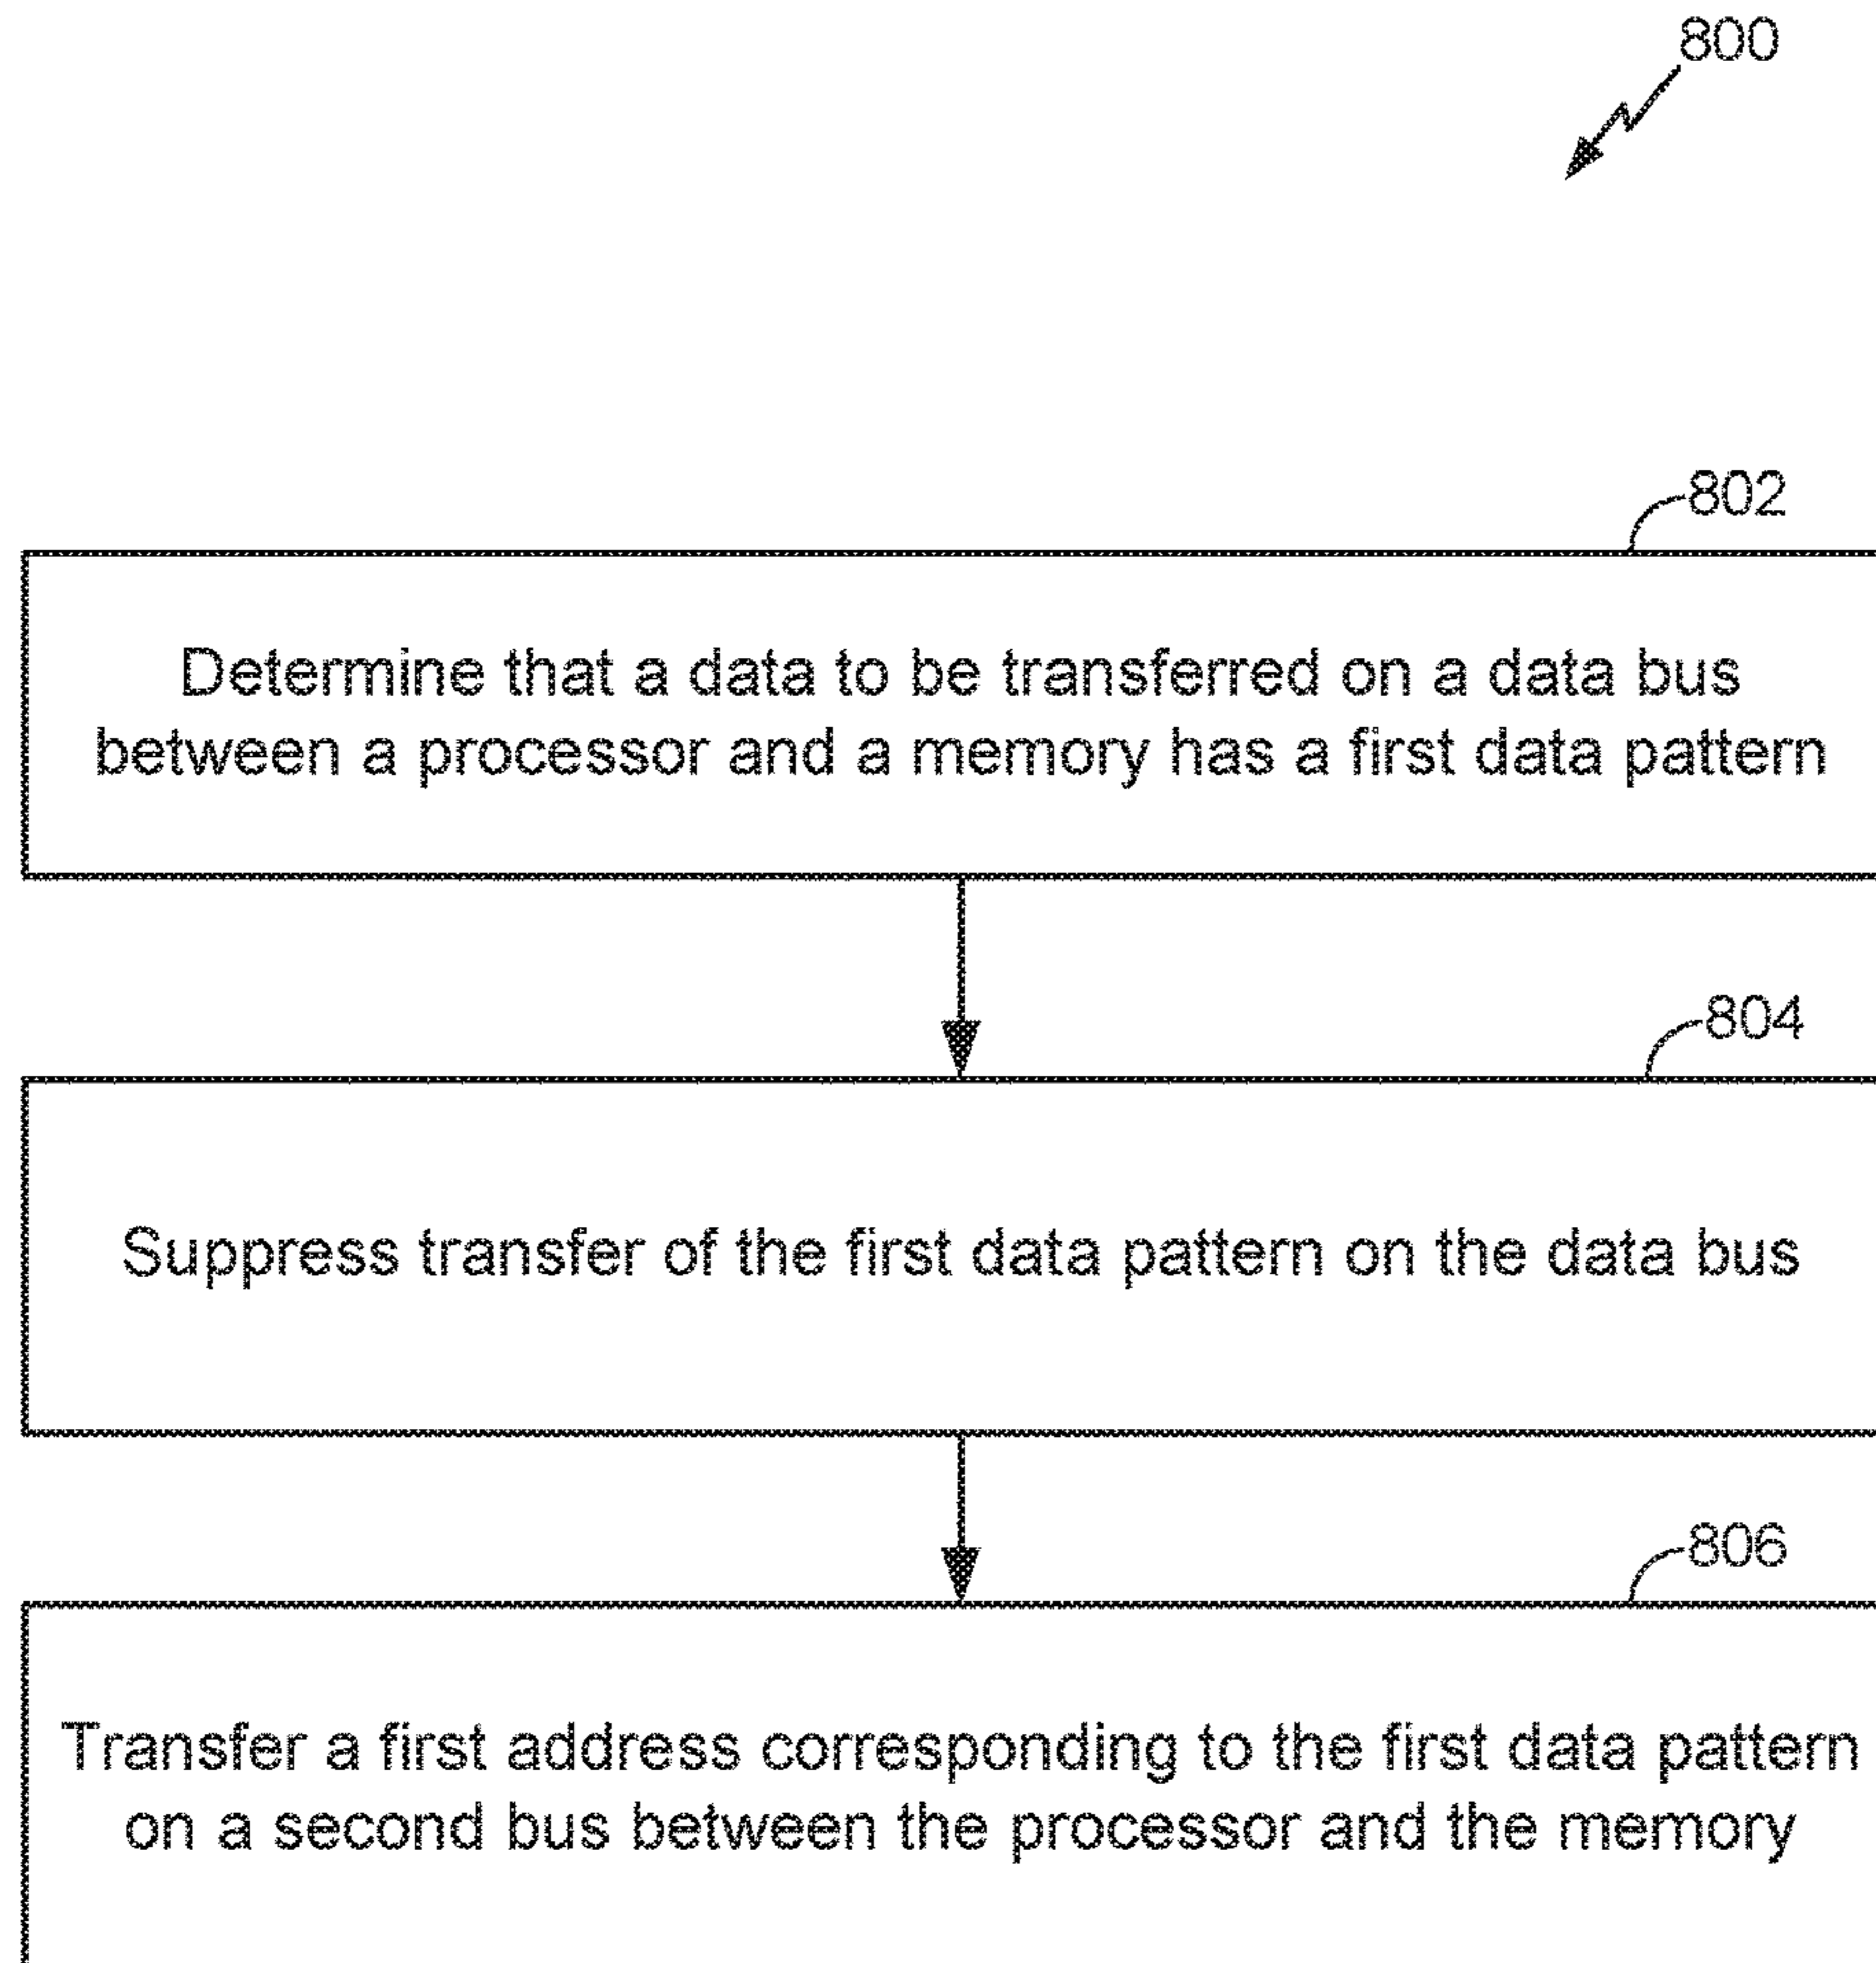 800
802
Determine that a data to be transferred on a data bus
between a processor and a memory has a first data pattern
804
Suppress transfer of the first data pattern on the data bus
806
Transfer a first address corresponding to the first data pattern
on a second bus between the processor and the memory